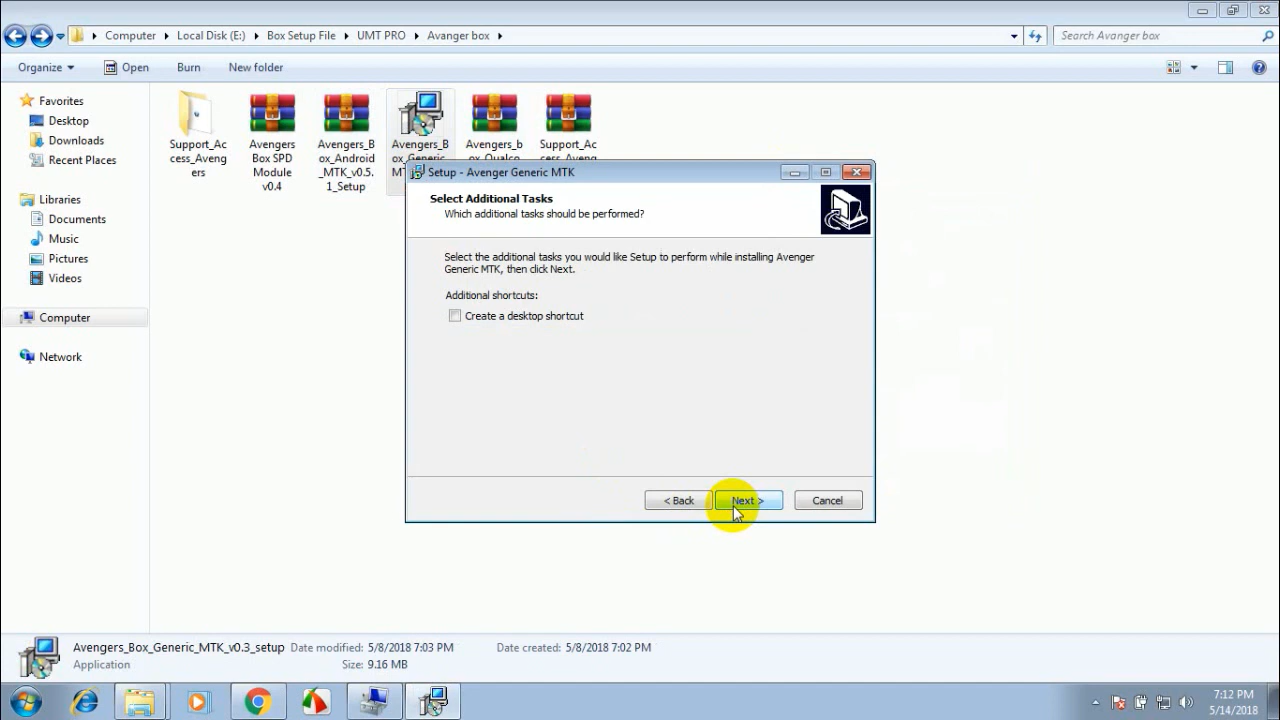 Computer
Local Disk (E:)
Box Setup File
UMT PRO
Avanger box
Search Avanger box
Organize
Open
Burn
New folder
Favorites
Desktop
Downloads
Recent Places
Libraries
Documents
Music
Pictures
Videos
Computer
Network
Support_Ac
cess_Aveng
ers
Avengers
Box SPD
Module
v0.4
Avengers_B
ox_Android
_MTK_v0.5.
1_Setup
Avengers_B
ox_Generic
Avengers_b
ox_Qualco
Support_Ac
cess_Aveng
Setup - Avenger Generic MTK
Select Additional Tasks
Which additional tasks should be performed?
Select the additional tasks you would like Setup to perform while installing Avenger
Generic MTK, then click Next.
Additional shortcuts:
Create a desktop shortcut
< Back
Next >
Cancel
Avengers_Box_Generic_MTK_v0.3_setup
Date modified: 5/8/2018 7:03 PM
Date created: 5/8/2018 7:02 PM
Application
Size: 9.16 MB
7:12 PM
5/14/2018